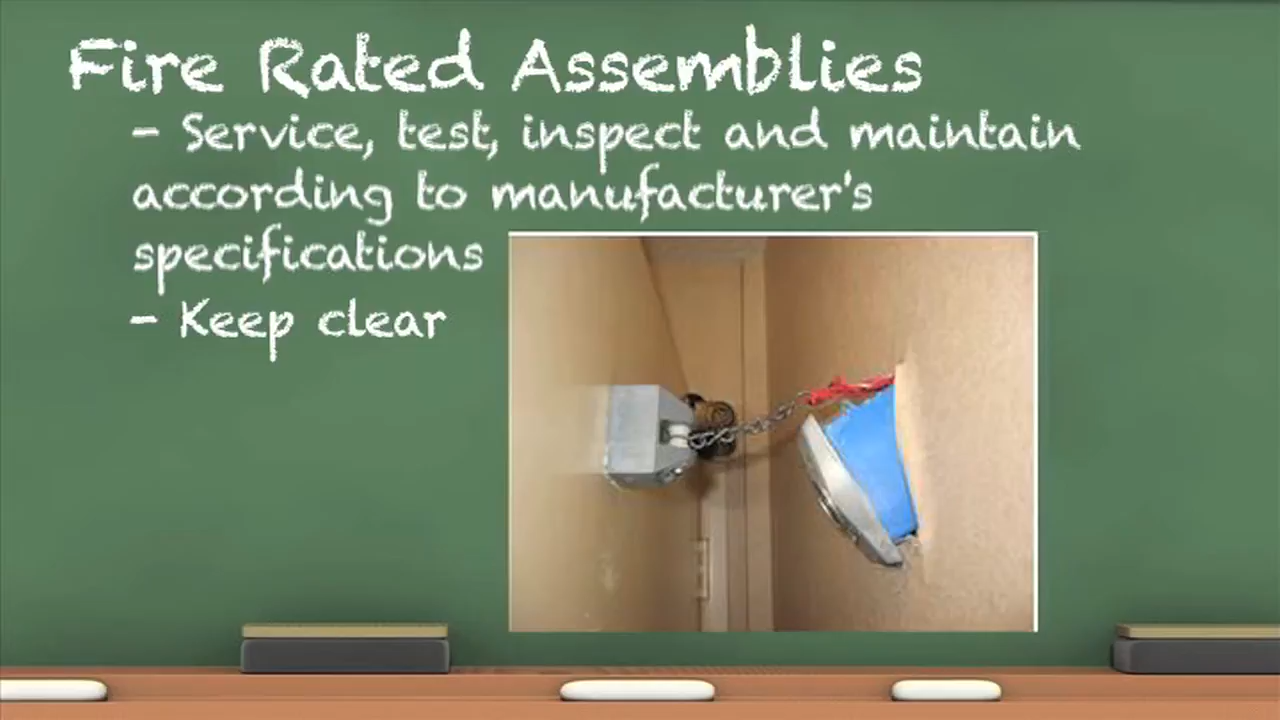 Fire Rated Assemblies
- Service, test, inspect and maintain
according to manufacturer's
specifications
- Keep clear